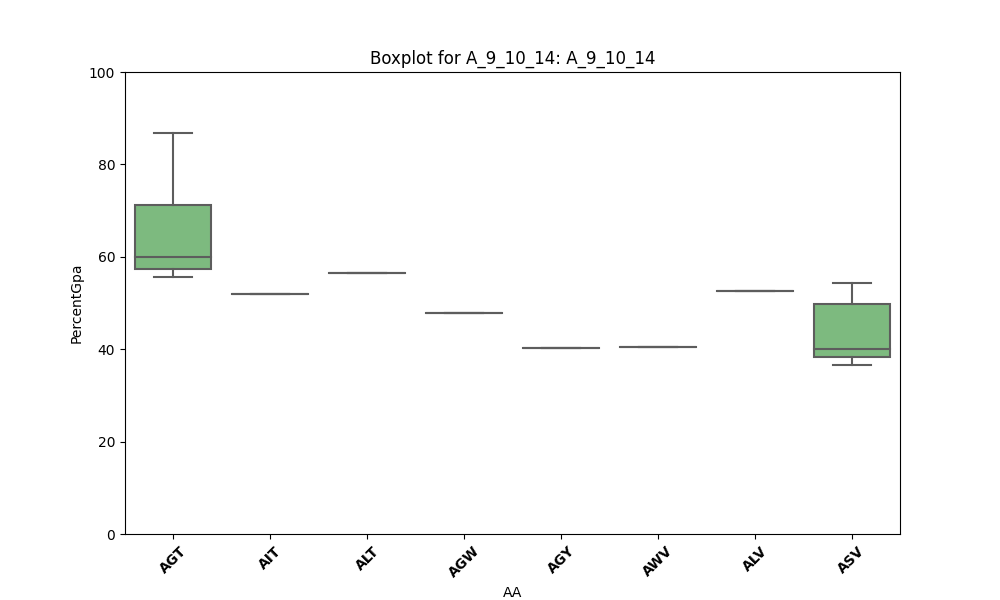 Boxplot for A_9_10_14: A_9_10_14
100
80
60
40
20
0
PercentGpa
AGT
AIT
ALT
AGW
AGY
AWV
ALV
ASV
AA